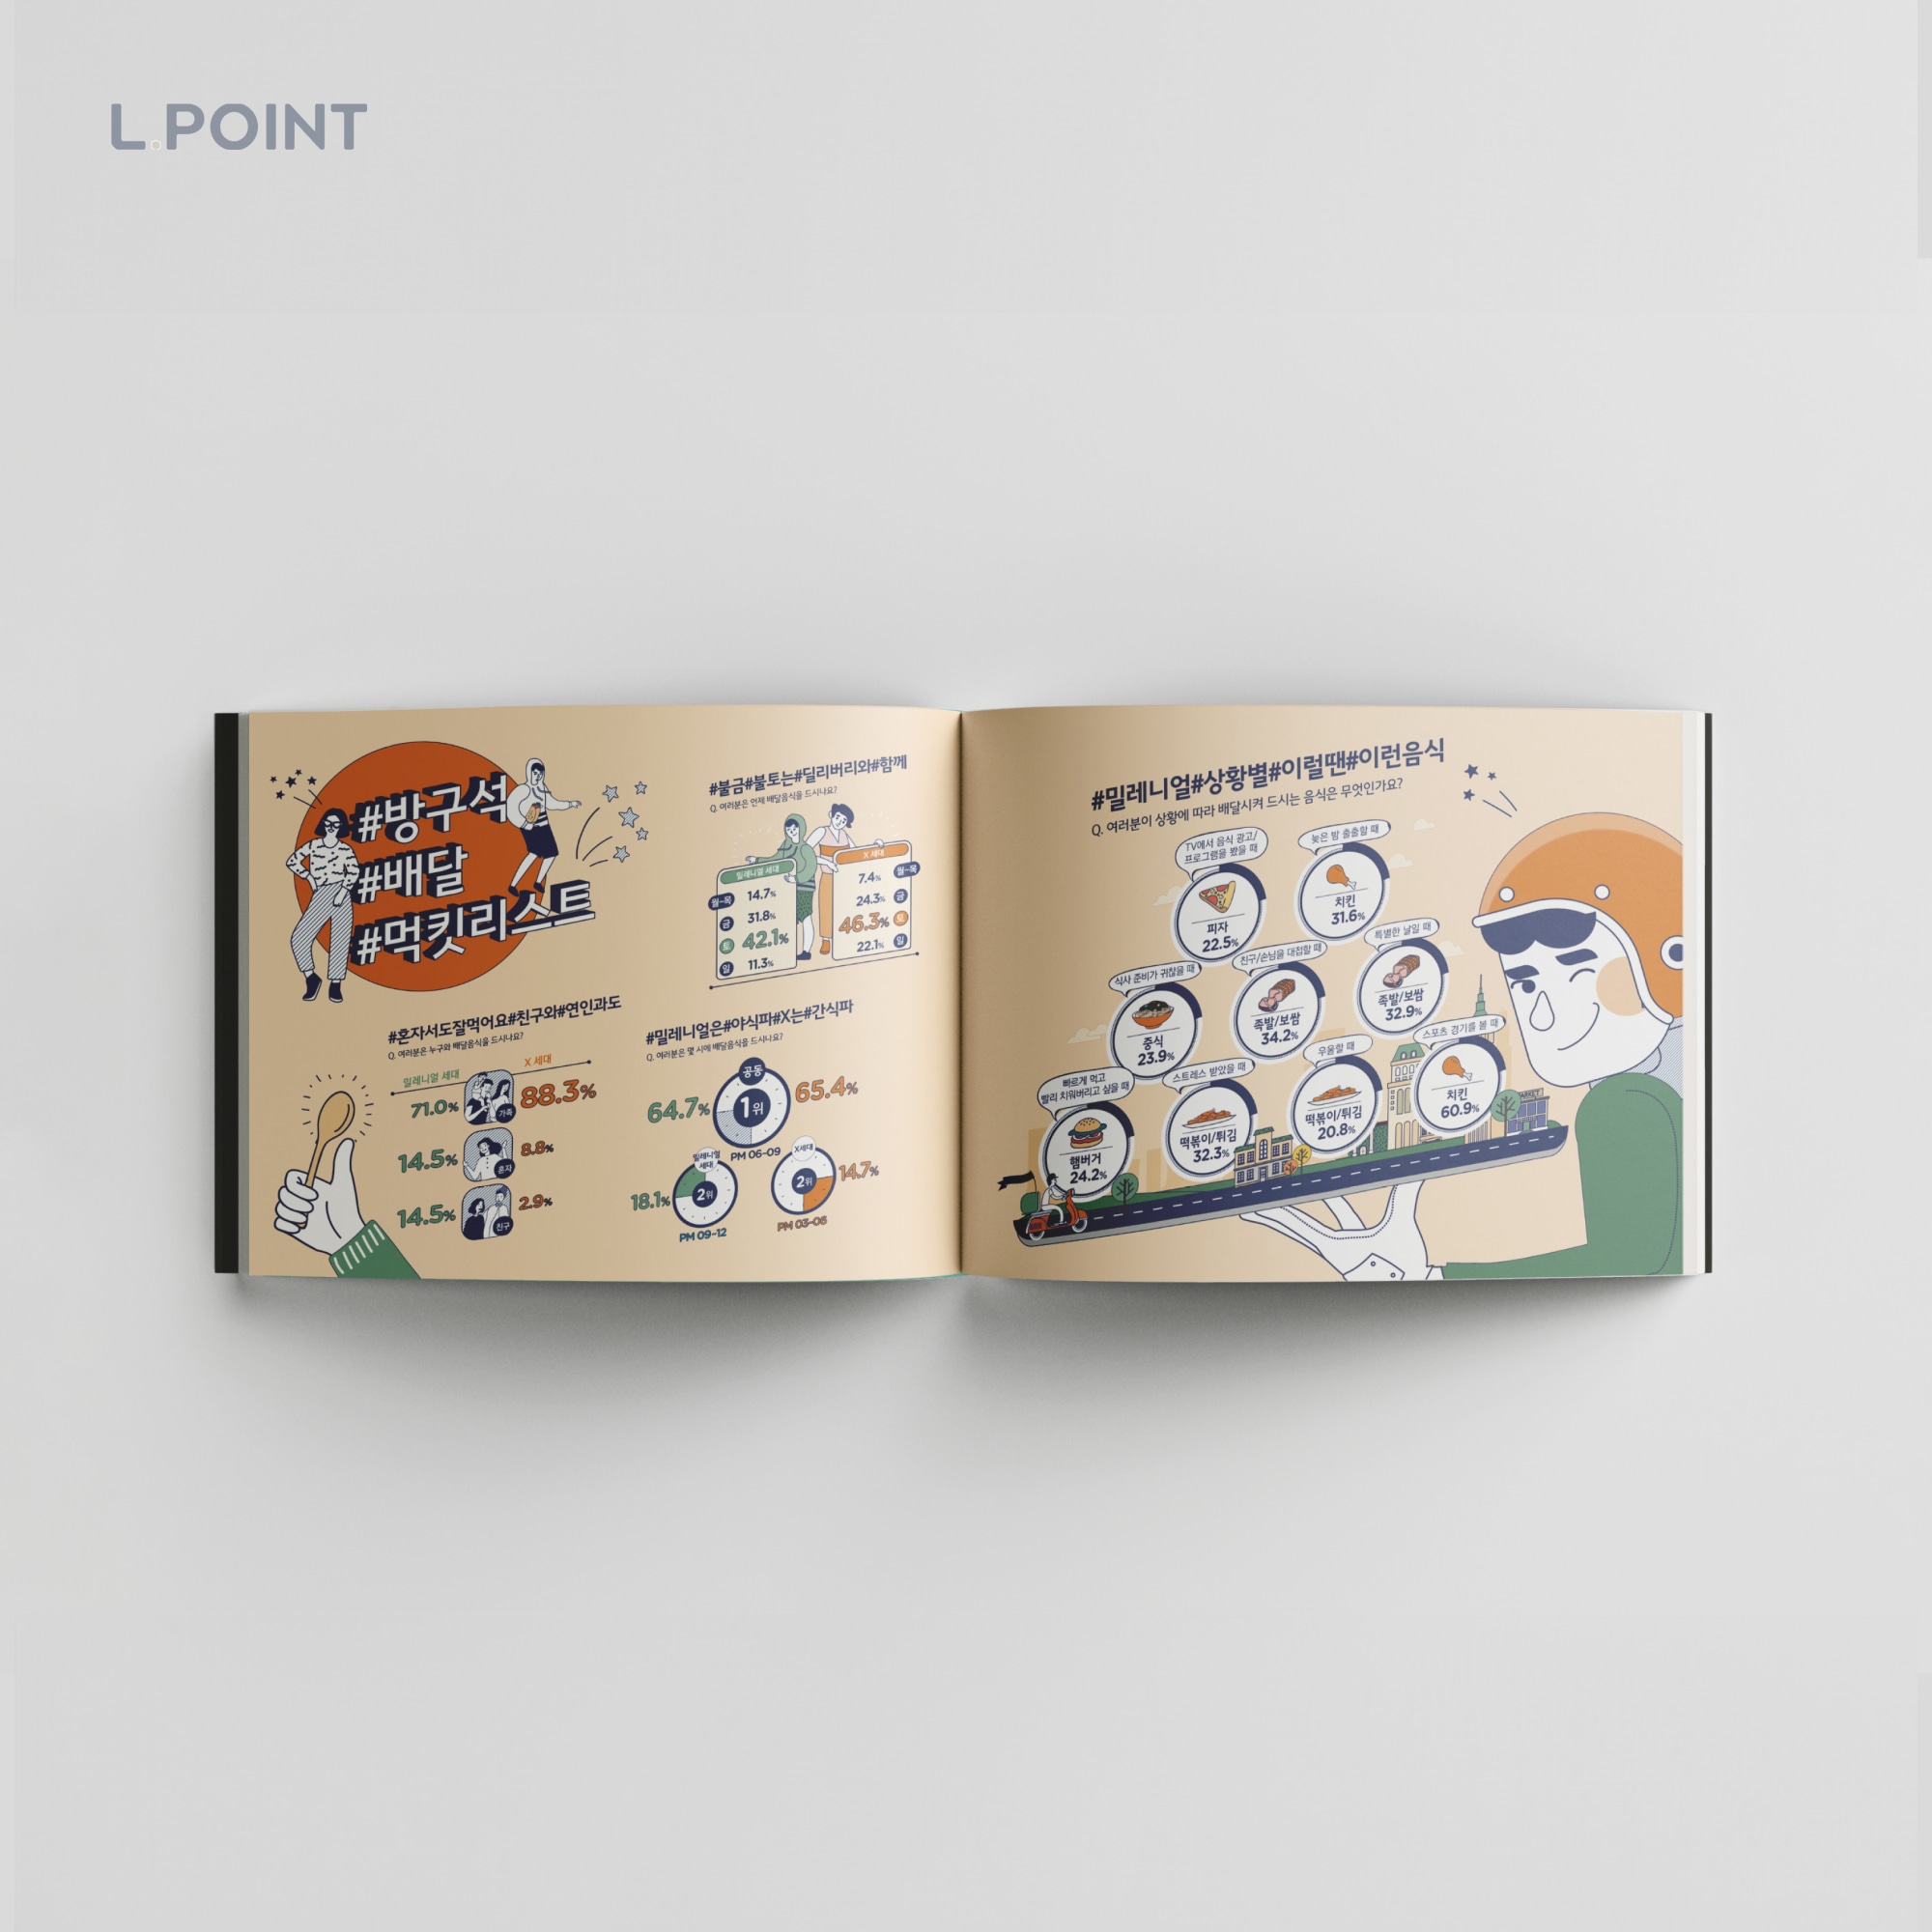 L.POINT
#방구석
#배달
#먹킷리스트
#불금#불토는#딜리버리와#함께
Q. 여러분은 언제 배달음식을 드시나요?
밀레니얼 세대
월~목 14.7%
금 31.8%
토 42.1%
일 11.3%
X 세대
7.4% 월~목
24.3% 금
46.3% 토
22.1% 일
#혼자서도잘먹어요#친구와#연인과도
Q. 여러분은 누구와 배달음식을 드시나요?
밀레니얼 세대 X 세대
71.0% 가족 88.3%
14.5% 혼자 8.8%
14.5% 친구 2.9%
#밀레니얼은#야식파#X는#간식파
Q. 여러분은 몇 시에 배달음식을 드시나요?
공동
64.7% 1위 65.4%
PM 06-09
밀레니얼
세대
18.1% 2위
PM 09-12
X세대
2위 14.7%
PM 03-06
#밀레니얼#상황별#이럴땐#이런음식
Q. 여러분이 상황에 따라 배달시켜 드시는 음식은 무엇인가요?
TV에서 음식 광고/
프로그램을 봤을 때
피자
22.5%
늦은 밤 출출할 때
치킨
31.6%
식사 준비가 귀찮을 때
중식
23.9%
친구/손님을 대접할 때
족발/보쌈
34.2%
특별한 날일 때
족발/보쌈
32.9%
빠르게 먹고
빨리 치워버리고 싶을 때
햄버거
24.2%
스트레스 받았을 때
떡볶이/튀김
32.3%
우울할 때
떡볶이/튀김
20.8%
스포츠 경기를 볼 때
치킨
60.9%
MARKET